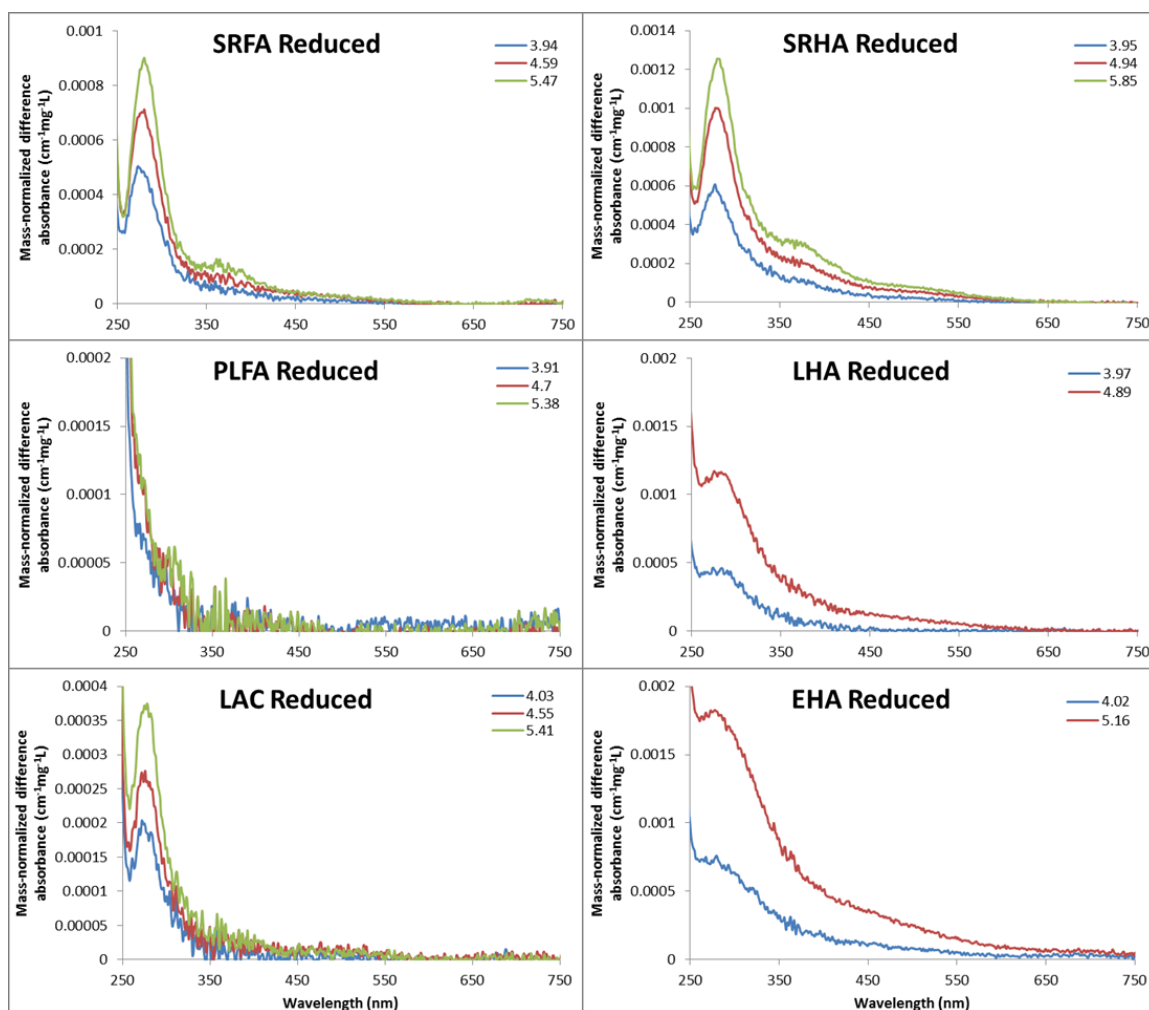 SRFA Reduced
Mass-normalized difference
absorbance (cm⁻¹mg⁻¹L)
0.001
0.0008
0.0006
0.0004
0.0002
0
250 350 450 550 650 750
3.94
4.59
5.47
SRHA Reduced
Mass-normalized difference
absorbance (cm⁻¹mg⁻¹L)
0.0014
0.0012
0.001
0.0008
0.0006
0.0004
0.0002
0
250 350 450 550 650 750
3.95
4.94
5.85
PLFA Reduced
Mass-normalized difference
absorbance (cm⁻¹mg⁻¹L)
0.0002
0.00015
0.0001
0.00005
0
250 350 450 550 650 750
3.91
4.7
5.38
LHA Reduced
Mass-normalized difference
absorbance (cm⁻¹mg⁻¹L)
0.002
0.0015
0.001
0.0005
0
250 350 450 550 650 750
3.97
4.89
LAC Reduced
Mass-normalized difference
absorbance (cm⁻¹mg⁻¹L)
0.0004
0.00035
0.0003
0.00025
0.0002
0.00015
0.0001
0.00005
0
250 350 450 550 650 750
Wavelength (nm)
4.03
4.55
5.41
EHA Reduced
Mass-normalized difference
absorbance (cm⁻¹mg⁻¹L)
0.002
0.0015
0.001
0.0005
0
250 350 450 550 650 750
Wavelength (nm)
4.02
5.16